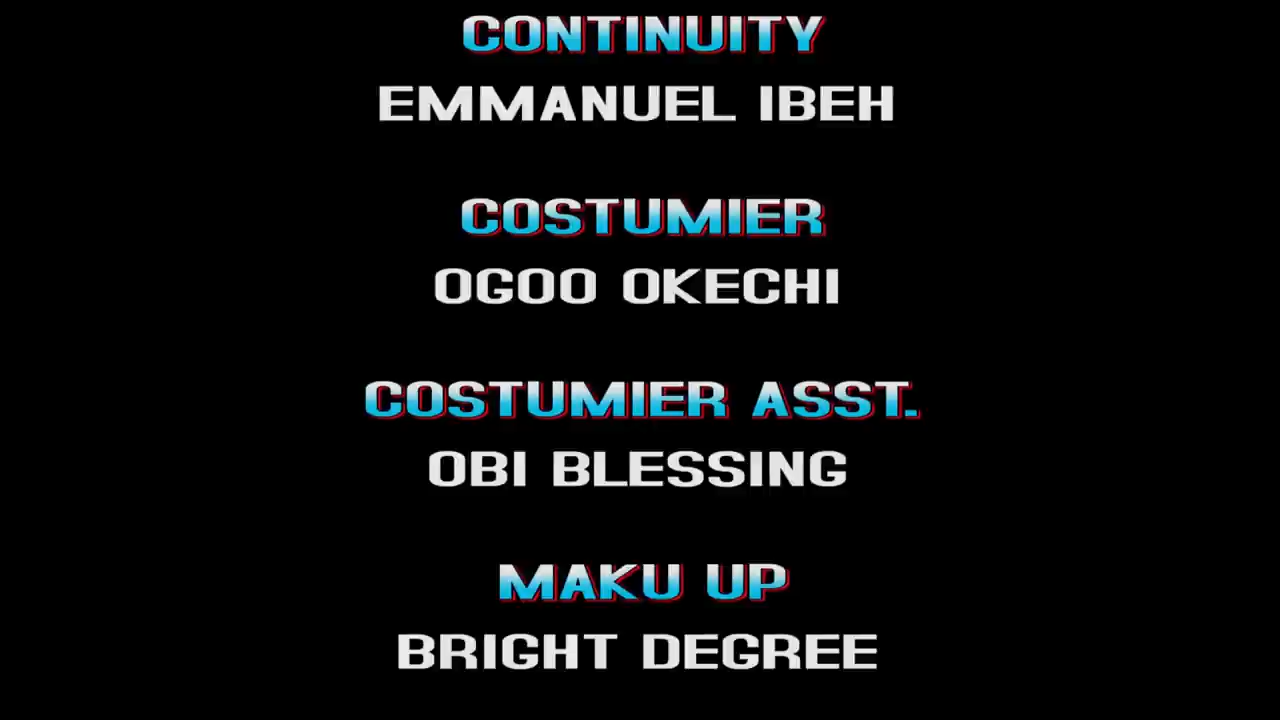 CONTINUITY
EMMANUEL IBEH
COSTUMIER
OGOO OKECHI
COSTUMIER ASST.
OBI BLESSING
MAKU UP
BRIGHT DEGREE